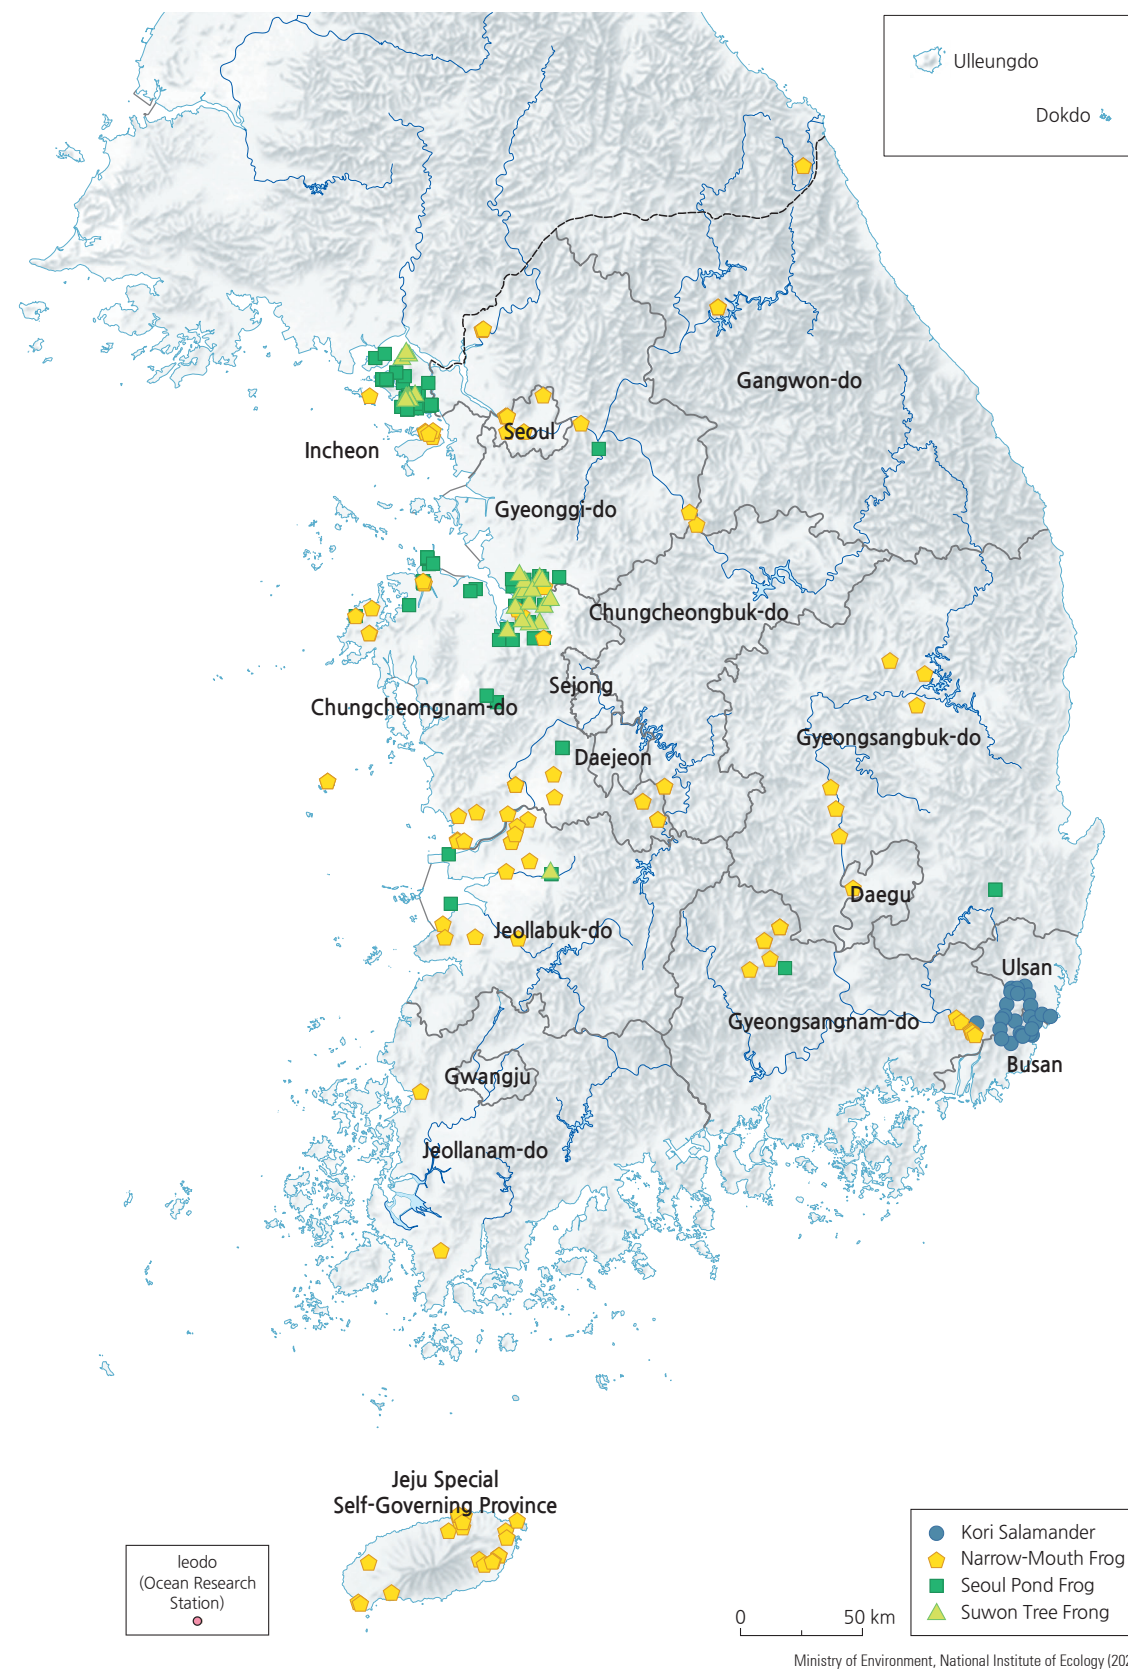 Ulleungdo
Dokdo
Gangwon-do
Seoul
Incheon
Gyeonggi-do
Chungcheongbuk-do
Sejong
Chungcheongnam-do
Gyeongsangbuk-do
Daejeon
Daegu
Jeollabuk-do
Ulsan
Gyeongsangnam-do
Busan
Gwangju
Jeollanam-do
Jeju Special
Self-Governing Province
Ieodo
(Ocean Research
Station)
Kori Salamander
Narrow-Mouth Frog
Seoul Pond Frog
Suwon Tree Frong
0 50 km
Ministry of Environment, National Institute of Ecology (202